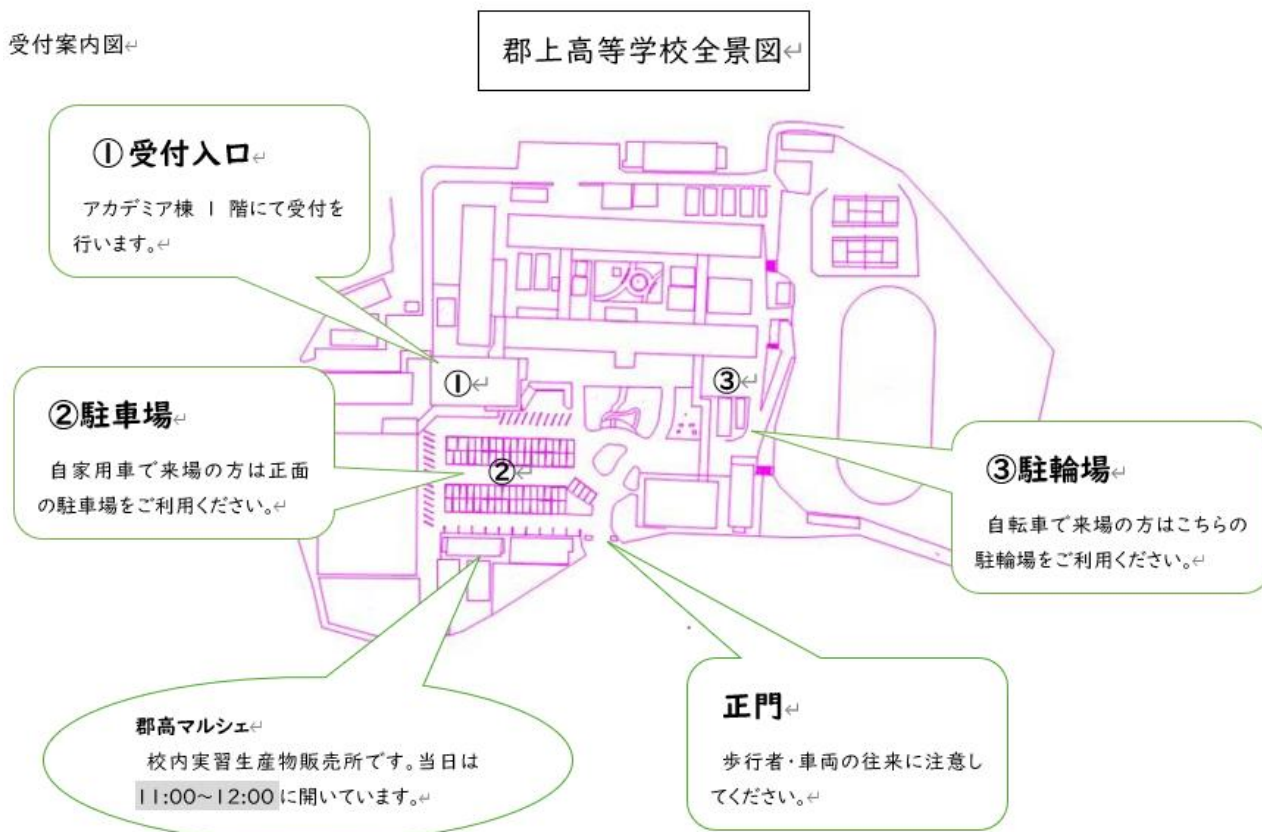 受付案内図
郡上高等学校全景図
①受付入口
アカデミア棟 1 階にて受付を
行います。
①
③
②駐車場
自家用車で来場の方は正面
の駐車場をご利用ください。
②
③駐輪場
自転車で来場の方はこちらの
駐輪場をご利用ください。
郡高マルシェ
校内実習生産物販売所です。当日は
11:00～12:00 に開いています。
正門
歩行者・車両の往来に注意し
てください。